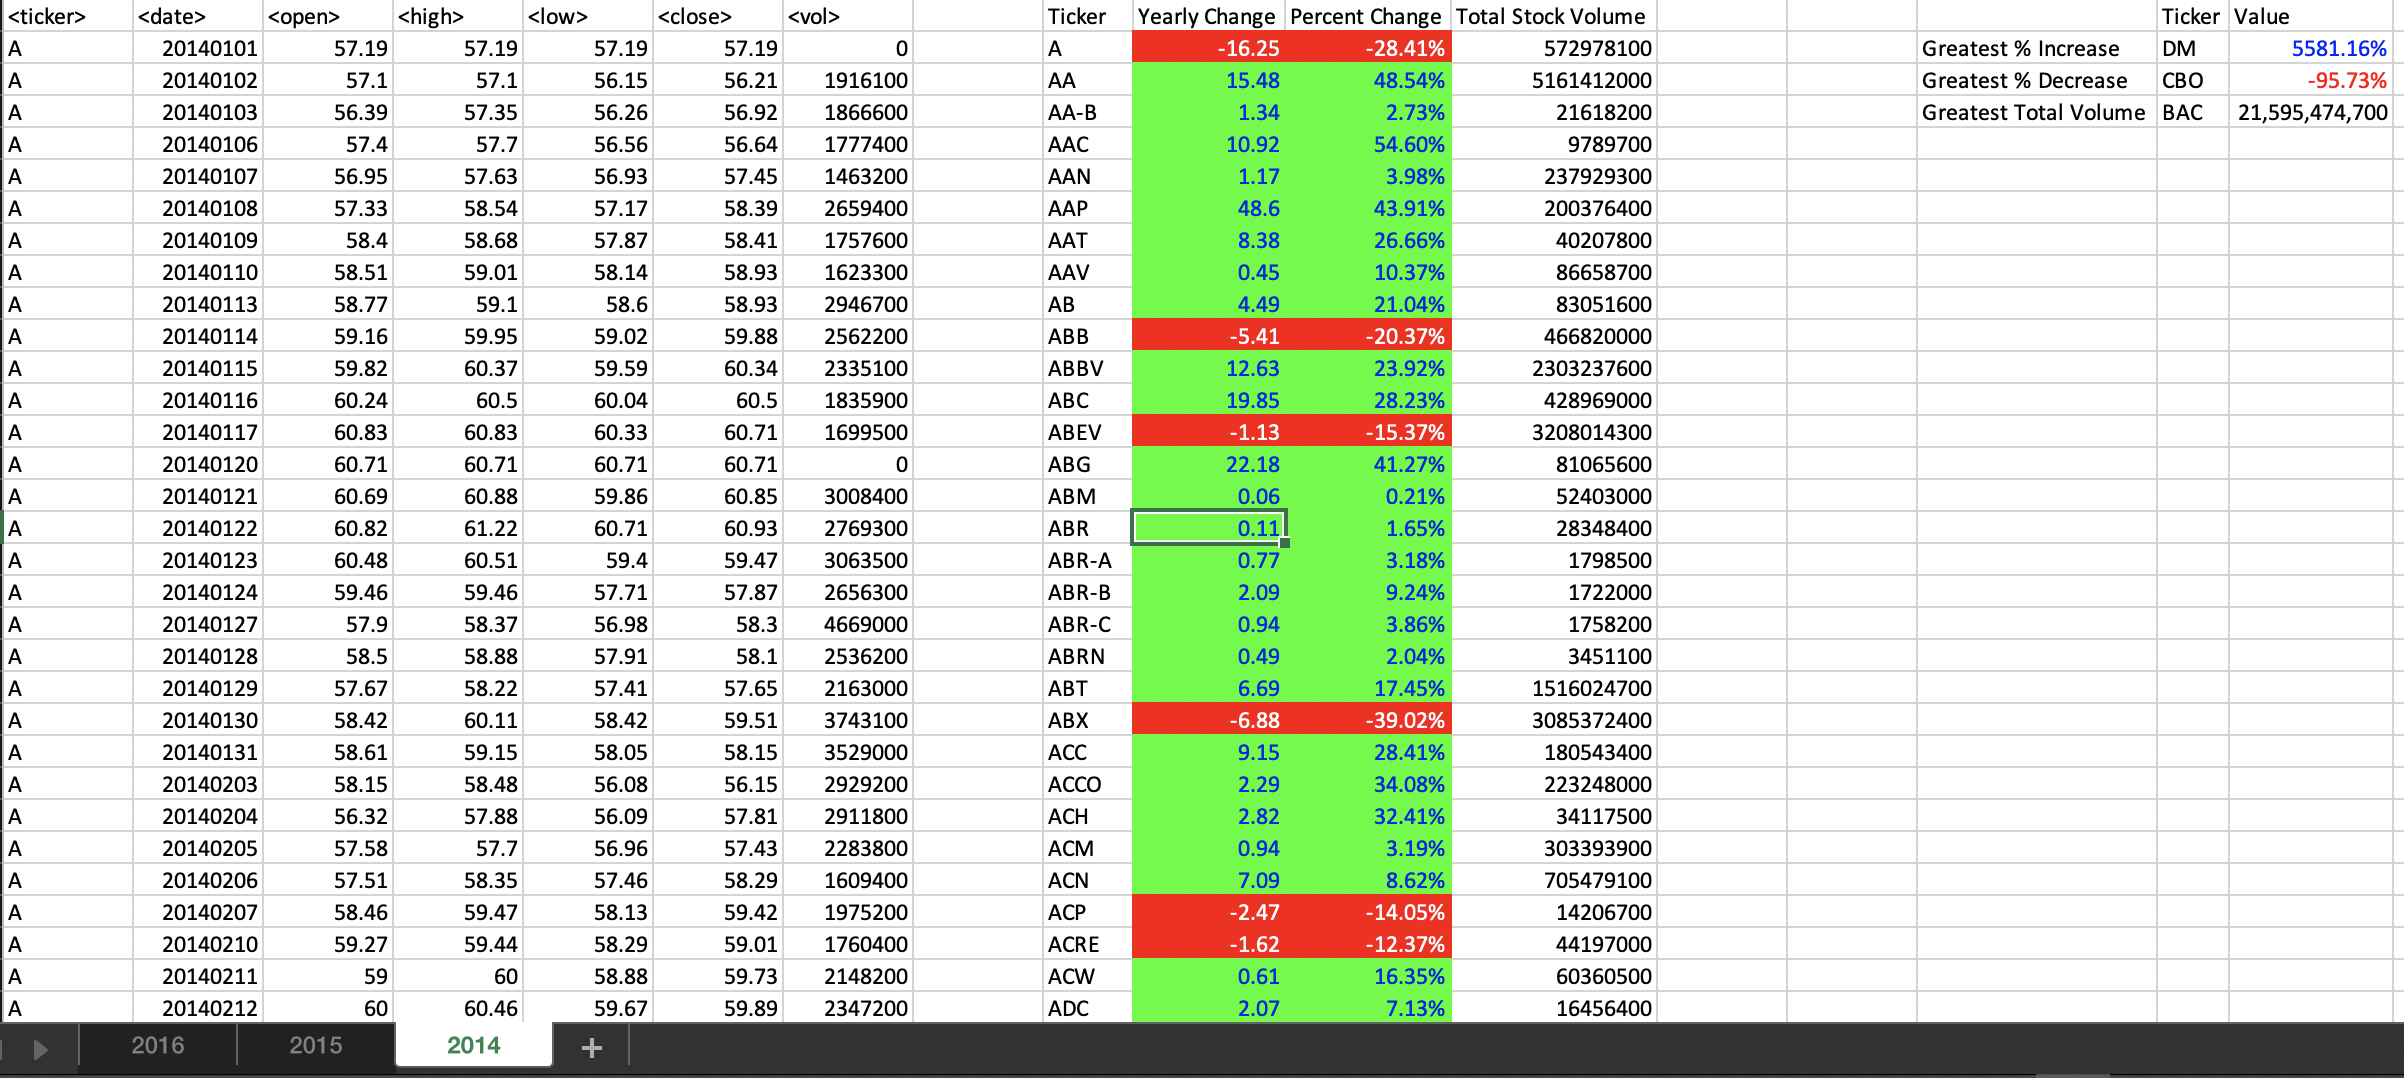 <ticker> <date> <open> <high> <low> <close> <vol> Ticker Yearly Change Percent Change Total Stock Volume Ticker Value
A 20140101 57.19 57.19 57.19 57.19 0 A -16.25 -28.41% 572978100 Greatest % Increase DM 5581.16%
A 20140102 57.1 57.1 56.15 56.21 1916100 AA 15.48 48.54% 5161412000 Greatest % Decrease CBO -95.73%
A 20140103 56.39 57.35 56.26 56.92 1866600 AA-B 1.34 2.73% 21618200 Greatest Total Volume BAC 21,595,474,700
A 20140106 57.4 57.7 56.56 56.64 1777400 AAC 10.92 54.60% 9789700
A 20140107 56.95 57.63 56.93 57.45 1463200 AAN 1.17 3.98% 237929300
A 20140108 57.33 58.54 57.17 58.39 2659400 AAP 48.6 43.91% 200376400
A 20140109 58.4 58.68 57.87 58.41 1757600 AAT 8.38 26.66% 40207800
A 20140110 58.51 59.01 58.14 58.93 1623300 AAV 0.45 10.37% 86658700
A 20140113 58.77 59.1 58.6 58.93 2946700 AB 4.49 21.04% 83051600
A 20140114 59.16 59.95 59.02 59.88 2562200 ABB -5.41 -20.37% 466820000
A 20140115 59.82 60.37 59.59 60.34 2335100 ABBV 12.63 23.92% 2303237600
A 20140116 60.24 60.5 60.04 60.5 1835900 ABC 19.85 28.23% 428969000
A 20140117 60.83 60.83 60.33 60.71 1699500 ABEV -1.13 -15.37% 3208014300
A 20140120 60.71 60.71 60.71 60.71 0 ABG 22.18 41.27% 81065600
A 20140121 60.69 60.88 59.86 60.85 3008400 ABM 0.06 0.21% 52403000
A 20140122 60.82 61.22 60.71 60.93 2769300 ABR 0.11 1.65% 28348400
A 20140123 60.48 60.51 59.4 59.47 3063500 ABR-A 0.77 3.18% 1798500
A 20140124 59.46 59.46 57.71 57.87 2656300 ABR-B 2.09 9.24% 1722000
A 20140127 57.9 58.37 56.98 58.3 4669000 ABR-C 0.94 3.86% 1758200
A 20140128 58.5 58.88 57.91 58.1 2536200 ABRN 0.49 2.04% 3451100
A 20140129 57.67 58.22 57.41 57.65 2163000 ABT 6.69 17.45% 1516024700
A 20140130 58.42 60.11 58.42 59.51 3743100 ABX -6.88 -39.02% 3085372400
A 20140131 58.61 59.15 58.05 58.15 3529000 ACC 9.15 28.41% 180543400
A 20140203 58.15 58.48 56.08 56.15 2929200 ACCO 2.29 34.08% 223248000
A 20140204 56.32 57.88 56.09 57.81 2911800 ACH 2.82 32.41% 34117500
A 20140205 57.58 57.7 56.96 57.43 2283800 ACM 0.94 3.19% 303393900
A 20140206 57.51 58.35 57.46 58.29 1609400 ACN 7.09 8.62% 705479100
A 20140207 58.46 59.47 58.13 59.42 1975200 ACP -2.47 -14.05% 14206700
A 20140210 59.27 59.44 58.29 59.01 1760400 ACRE -1.62 -12.37% 44197000
A 20140211 59 60 58.88 59.73 2148200 ACW 0.61 16.35% 60360500
A 20140212 60 60.46 59.67 59.89 2347200 ADC 2.07 7.13% 16456400
2016 2015 2014 +